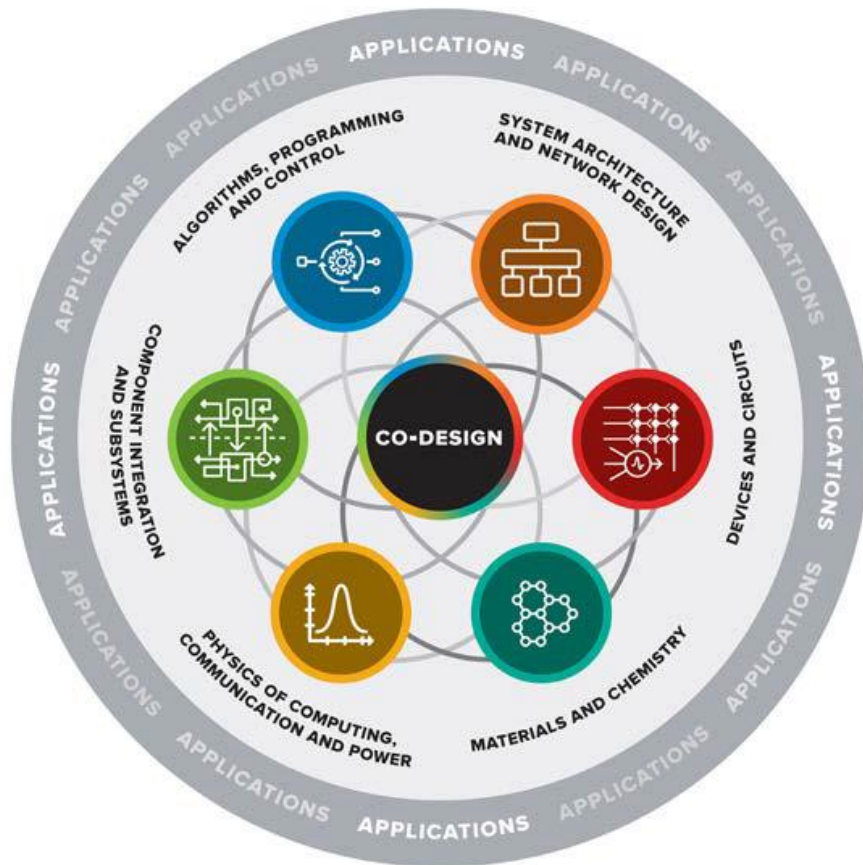 APPLICATIONS
APPLICATIONS
APPLICATIONS
APPLICATIONS
APPLICATIONS
APPLICATIONS
APPLICATIONS
APPLICATIONS
APPLICATIONS
APPLICATIONS
APPLICATIONS
APPLICATIONS
ALGORITHMS, PROGRAMMING
AND CONTROL
SYSTEM ARCHITECTURE
AND NETWORK DESIGN
COMPONENT INTEGRATION
AND SUBSYSTEMS
CO-DESIGN
DEVICES AND CIRCUITS
PHYSICS OF COMPUTING,
COMMUNICATION AND POWER
MATERIALS AND CHEMISTRY